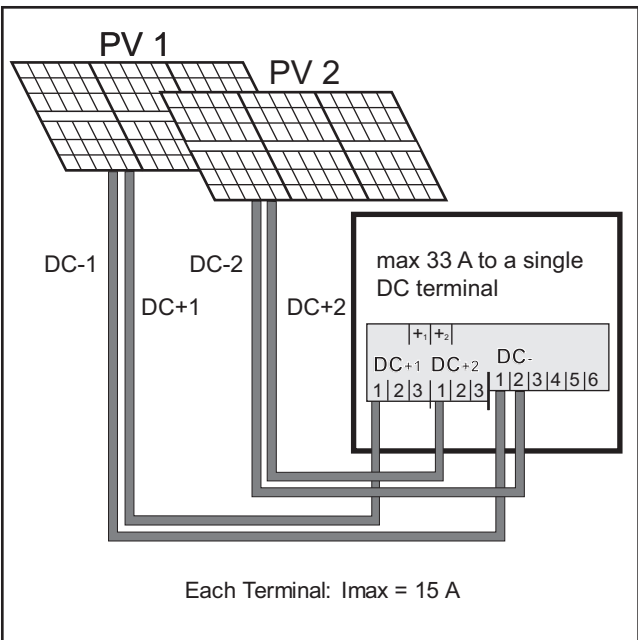 PV 1
PV 2
DC-1
DC+1
DC-2
DC+2
max 33 A to a single
DC terminal
|+₁|+₂|
DC+1 DC+2 DC-
1|2|3 | 1|2|3 1|2|3|4|5|6
Each Terminal: Imax = 15 A